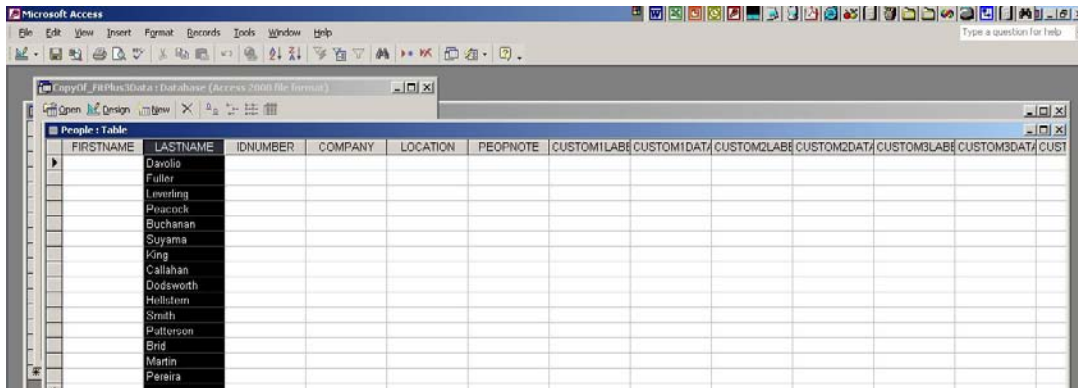 Microsoft Access
File Edit View Insert Format Records Tools Window Help
Type a question for help
CopyOf_FitPlus3Data : Database (Access 2000 file format)
Open Design New
People : Table
FIRSTNAME LASTNAME IDNUMBER COMPANY LOCATION PEOPNOTE CUSTOM1LABE CUSTOM1DATA CUSTOM2LABE CUSTOM2DATA CUSTOM3LABE CUSTOM3DATA CUST
Davolio
Fuller
Leverling
Peacock
Buchanan
Suyama
King
Callahan
Dodsworth
Hellstern
Smith
Patterson
Brid
Martin
Pereira